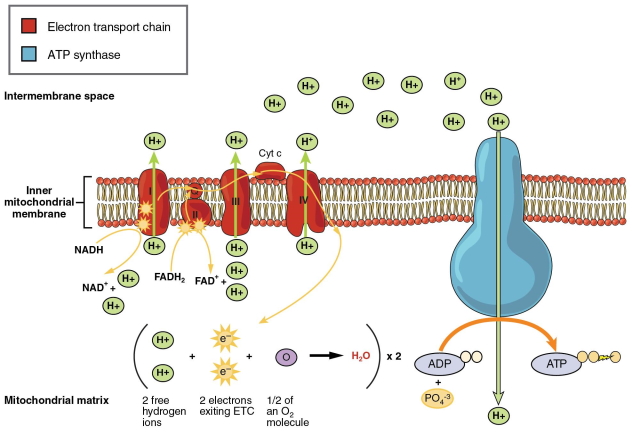 Electron transport chain
ATP synthase
Intermembrane space
H+ H+ H+ H+ H+ H+
H+ H+ H+ H+
H+ H+ H+
Cyt c
Inner
mitochondrial
membrane
I
II
III
IV
H+ H+ H+
NADH
NAD+ +
H+
H+
FADH2
FAD+ +
H+
H+
H+
H+
+
e–
e–
+
O
H2O
x 2
ADP
+
PO4-3
ATP
H+
Mitochondrial matrix
2 free
hydrogen
ions
2 electrons
exiting ETC
1/2 of
an O2
molecule